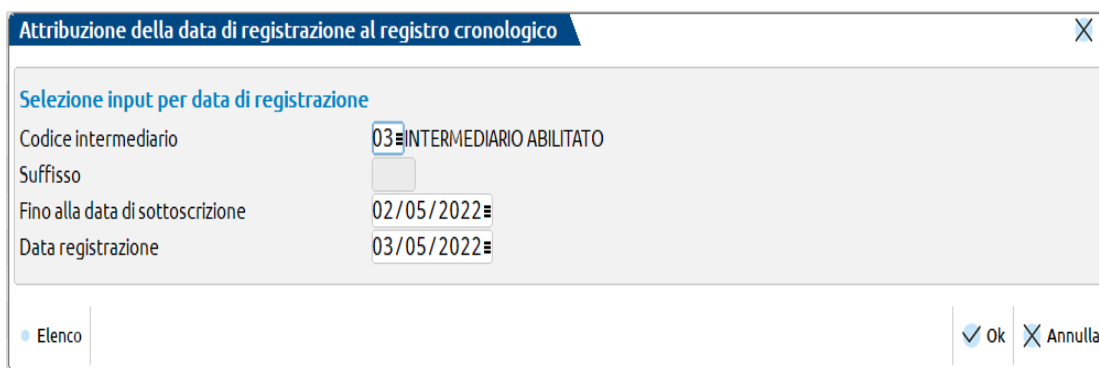 Attribuzione della data di registrazione al registro cronologico
Selezione input per data di registrazione
Codice intermediario 03 INTERMEDIARIO ABILITATO
Suffisso
Fino alla data di sottoscrizione 02/05/2022
Data registrazione 03/05/2022
Elenco Ok Annulla